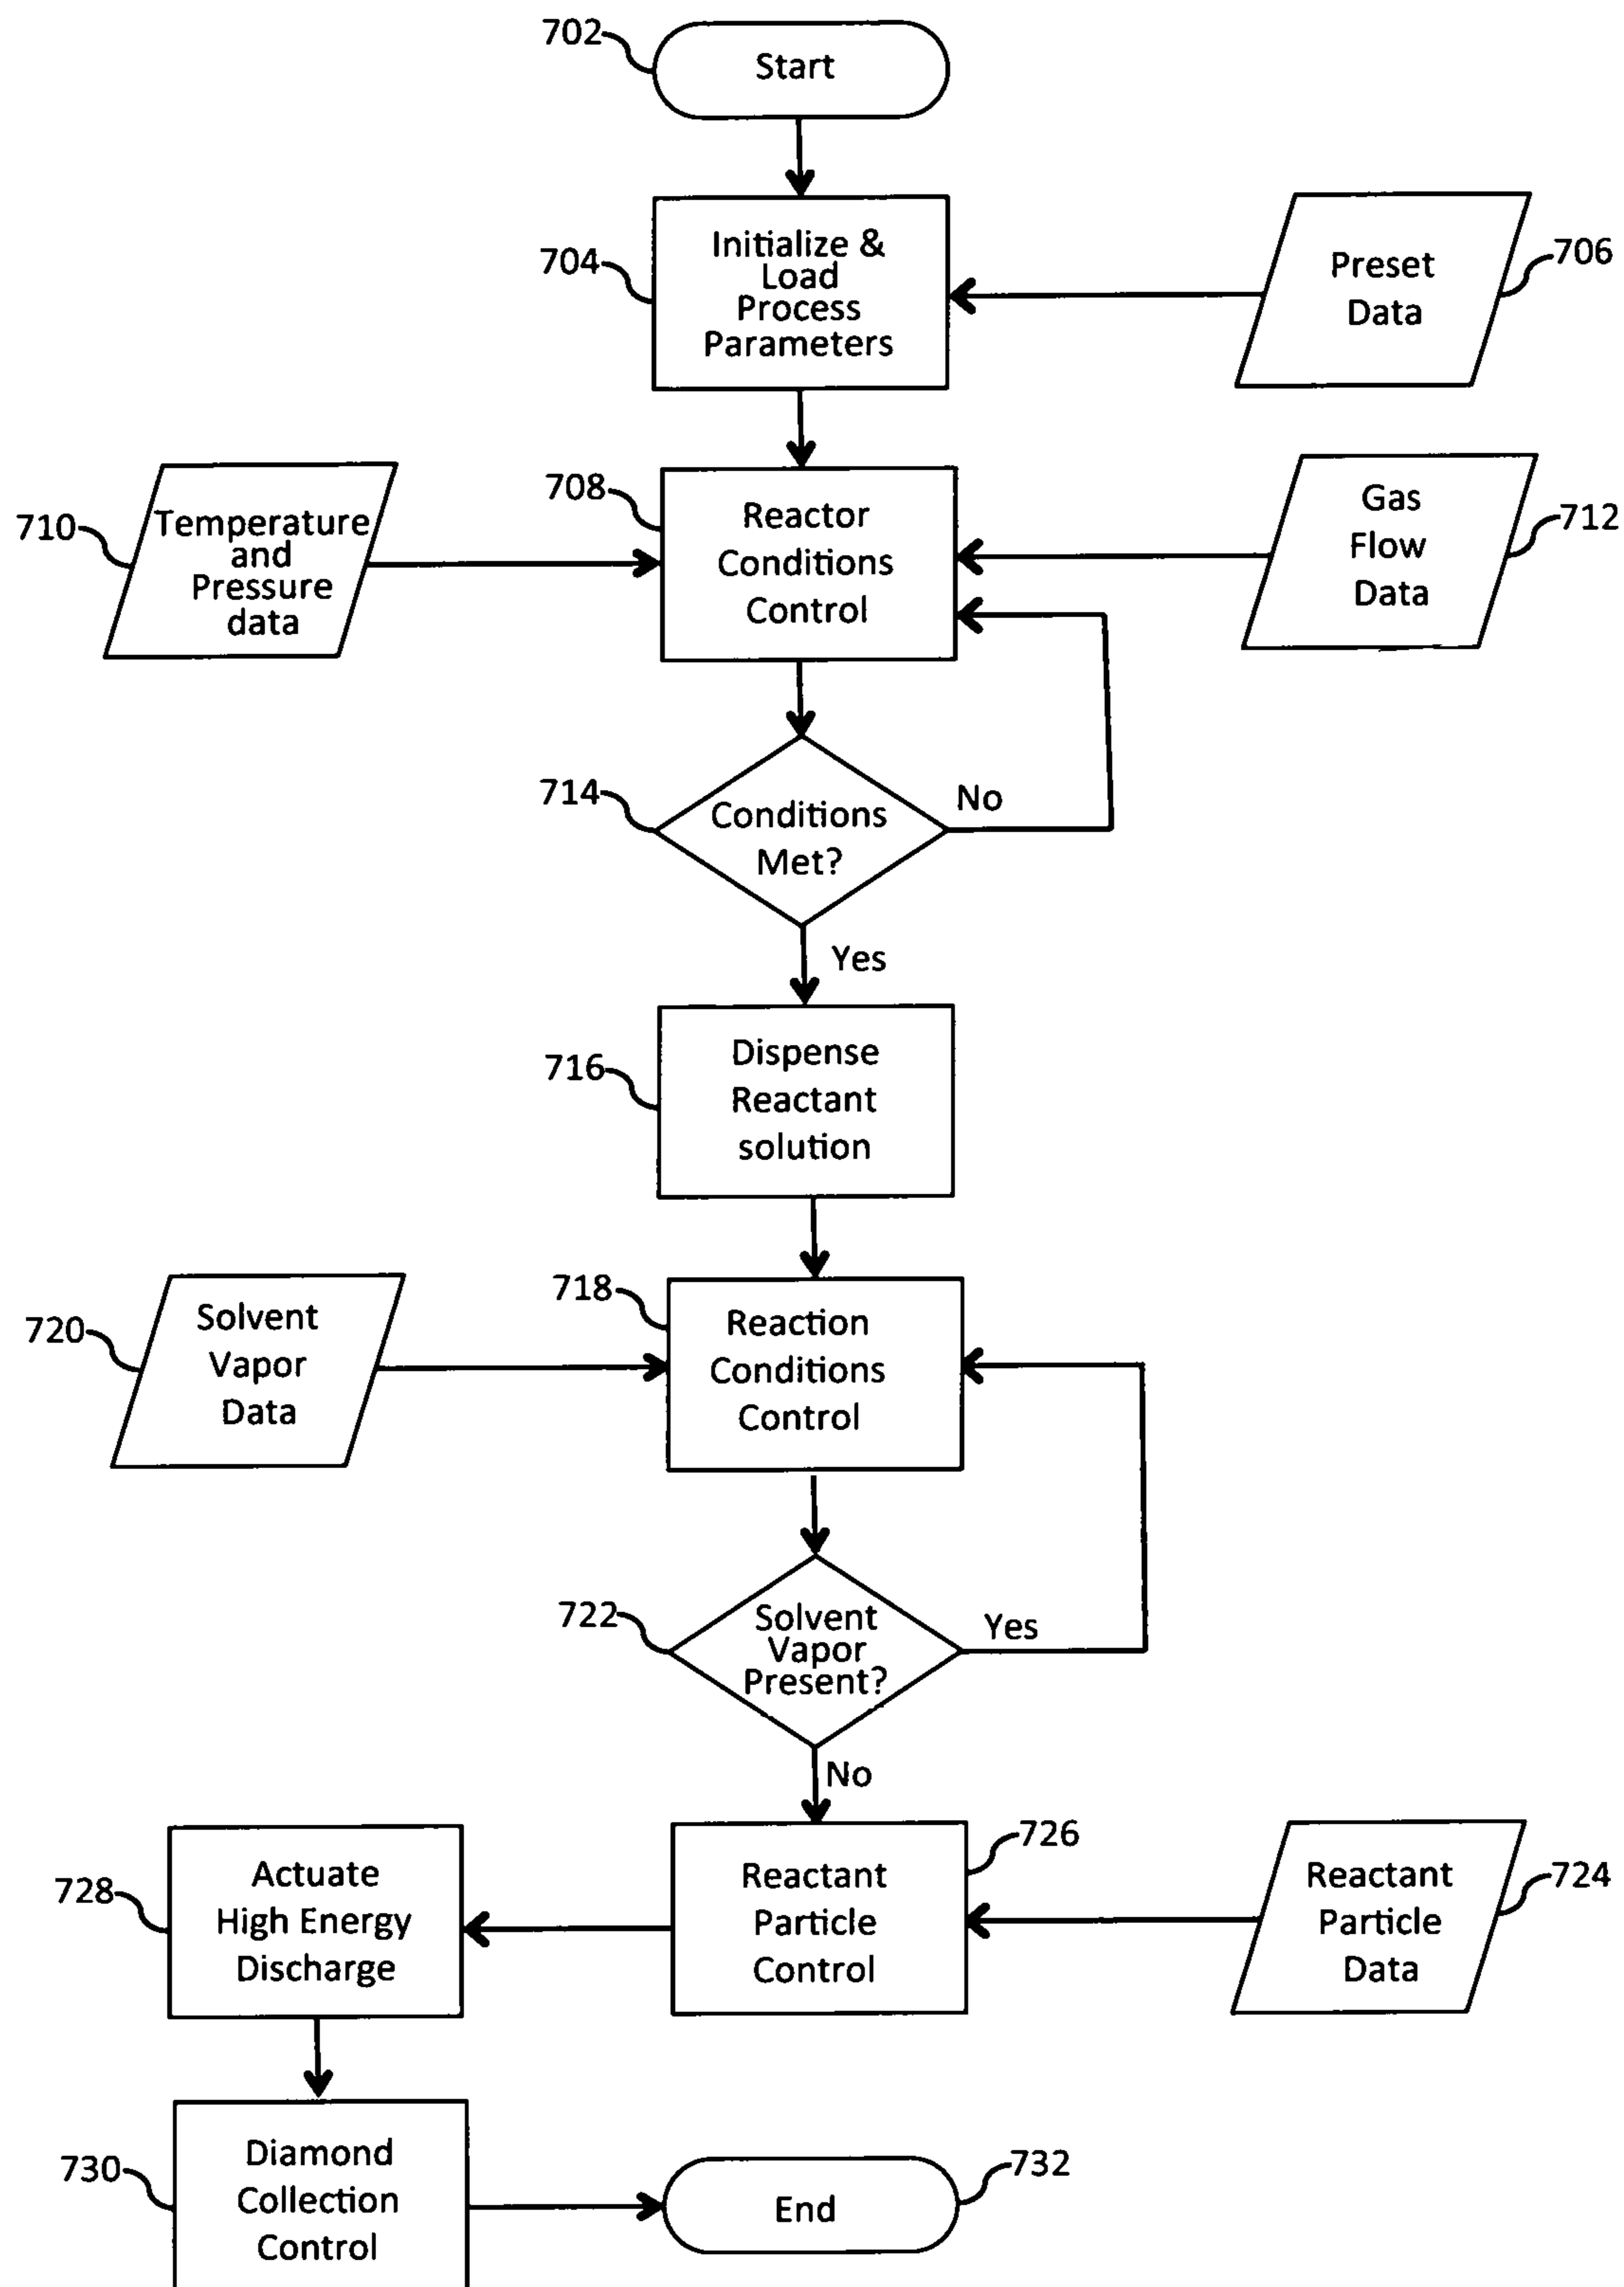 702
Start
704
Initialize &
Load
Process
Parameters
Preset
Data
706
710
Temperature
and
Pressure
data
708
Reactor
Conditions
Control
Gas
Flow
Data
712
714
Conditions
Met?
No
Yes
716
Dispense
Reactant
solution
720
Solvent
Vapor
Data
718
Reaction
Conditions
Control
722
Solvent
Vapor
Present?
Yes
No
728
Actuate
High Energy
Discharge
Reactant
Particle
Control
726
Reactant
Particle
Data
724
730
Diamond
Collection
Control
End
732